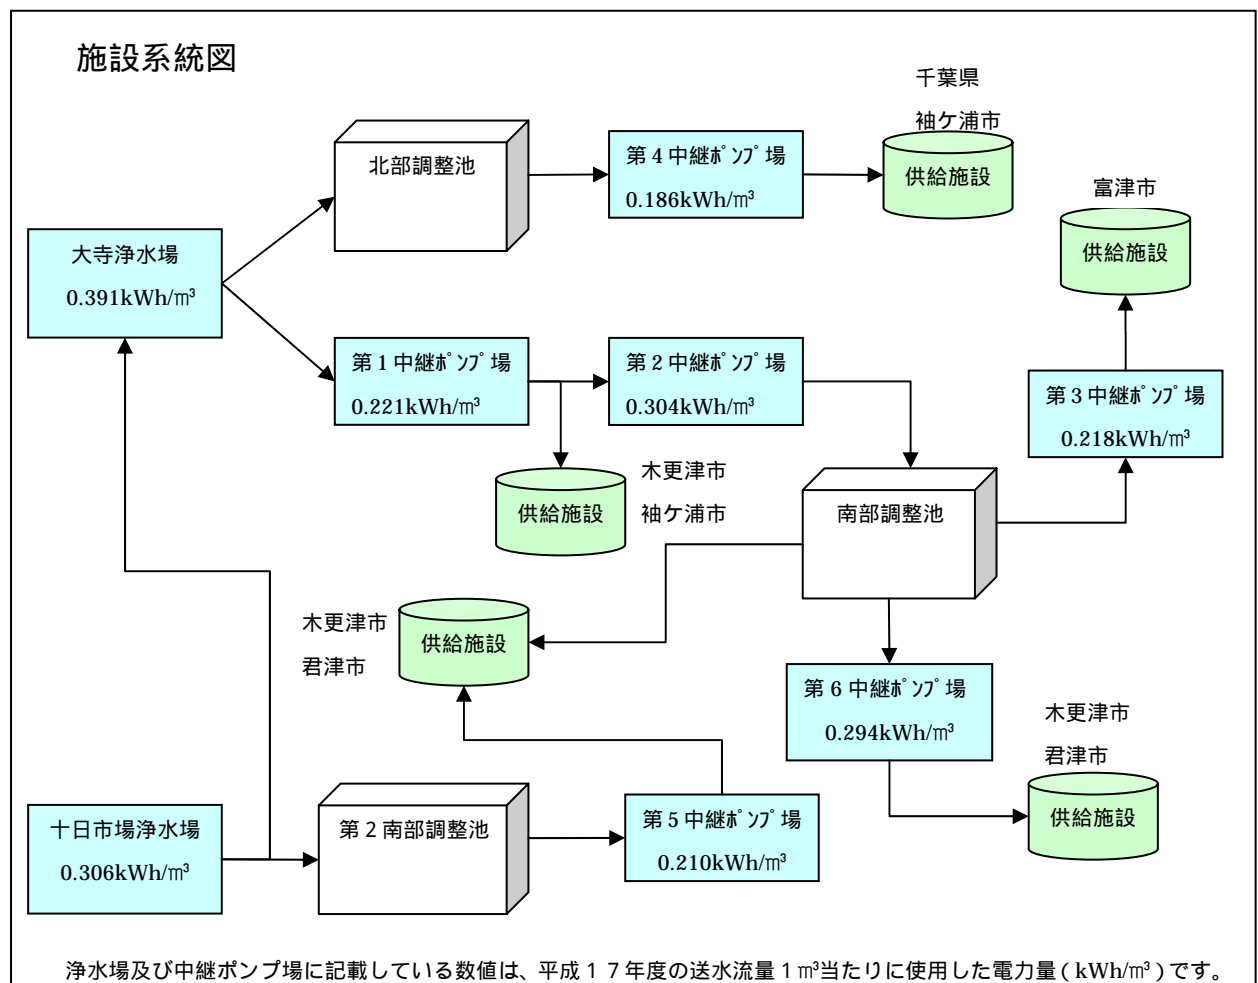 施設系統図
千葉県
袖ケ浦市
供給施設
北部調整池
第４中継ﾎﾟﾝﾌﾟ場
0.186kWh/㎥
富津市
供給施設
大寺浄水場
0.391kWh/㎥
第１中継ﾎﾟﾝﾌﾟ場
0.221kWh/㎥
第２中継ﾎﾟﾝﾌﾟ場
0.304kWh/㎥
第３中継ﾎﾟﾝﾌﾟ場
0.218kWh/㎥
木更津市
袖ケ浦市
供給施設
南部調整池
木更津市
君津市
供給施設
第６中継ﾎﾟﾝﾌﾟ場
0.294kWh/㎥
木更津市
君津市
供給施設
十日市場浄水場
0.306kWh/㎥
第２南部調整池
第５中継ﾎﾟﾝﾌﾟ場
0.210kWh/㎥
浄水場及び中継ポンプ場に記載している数値は、平成１７年度の送水流量１㎥当たりに使用した電力量(kWh/㎥)です。